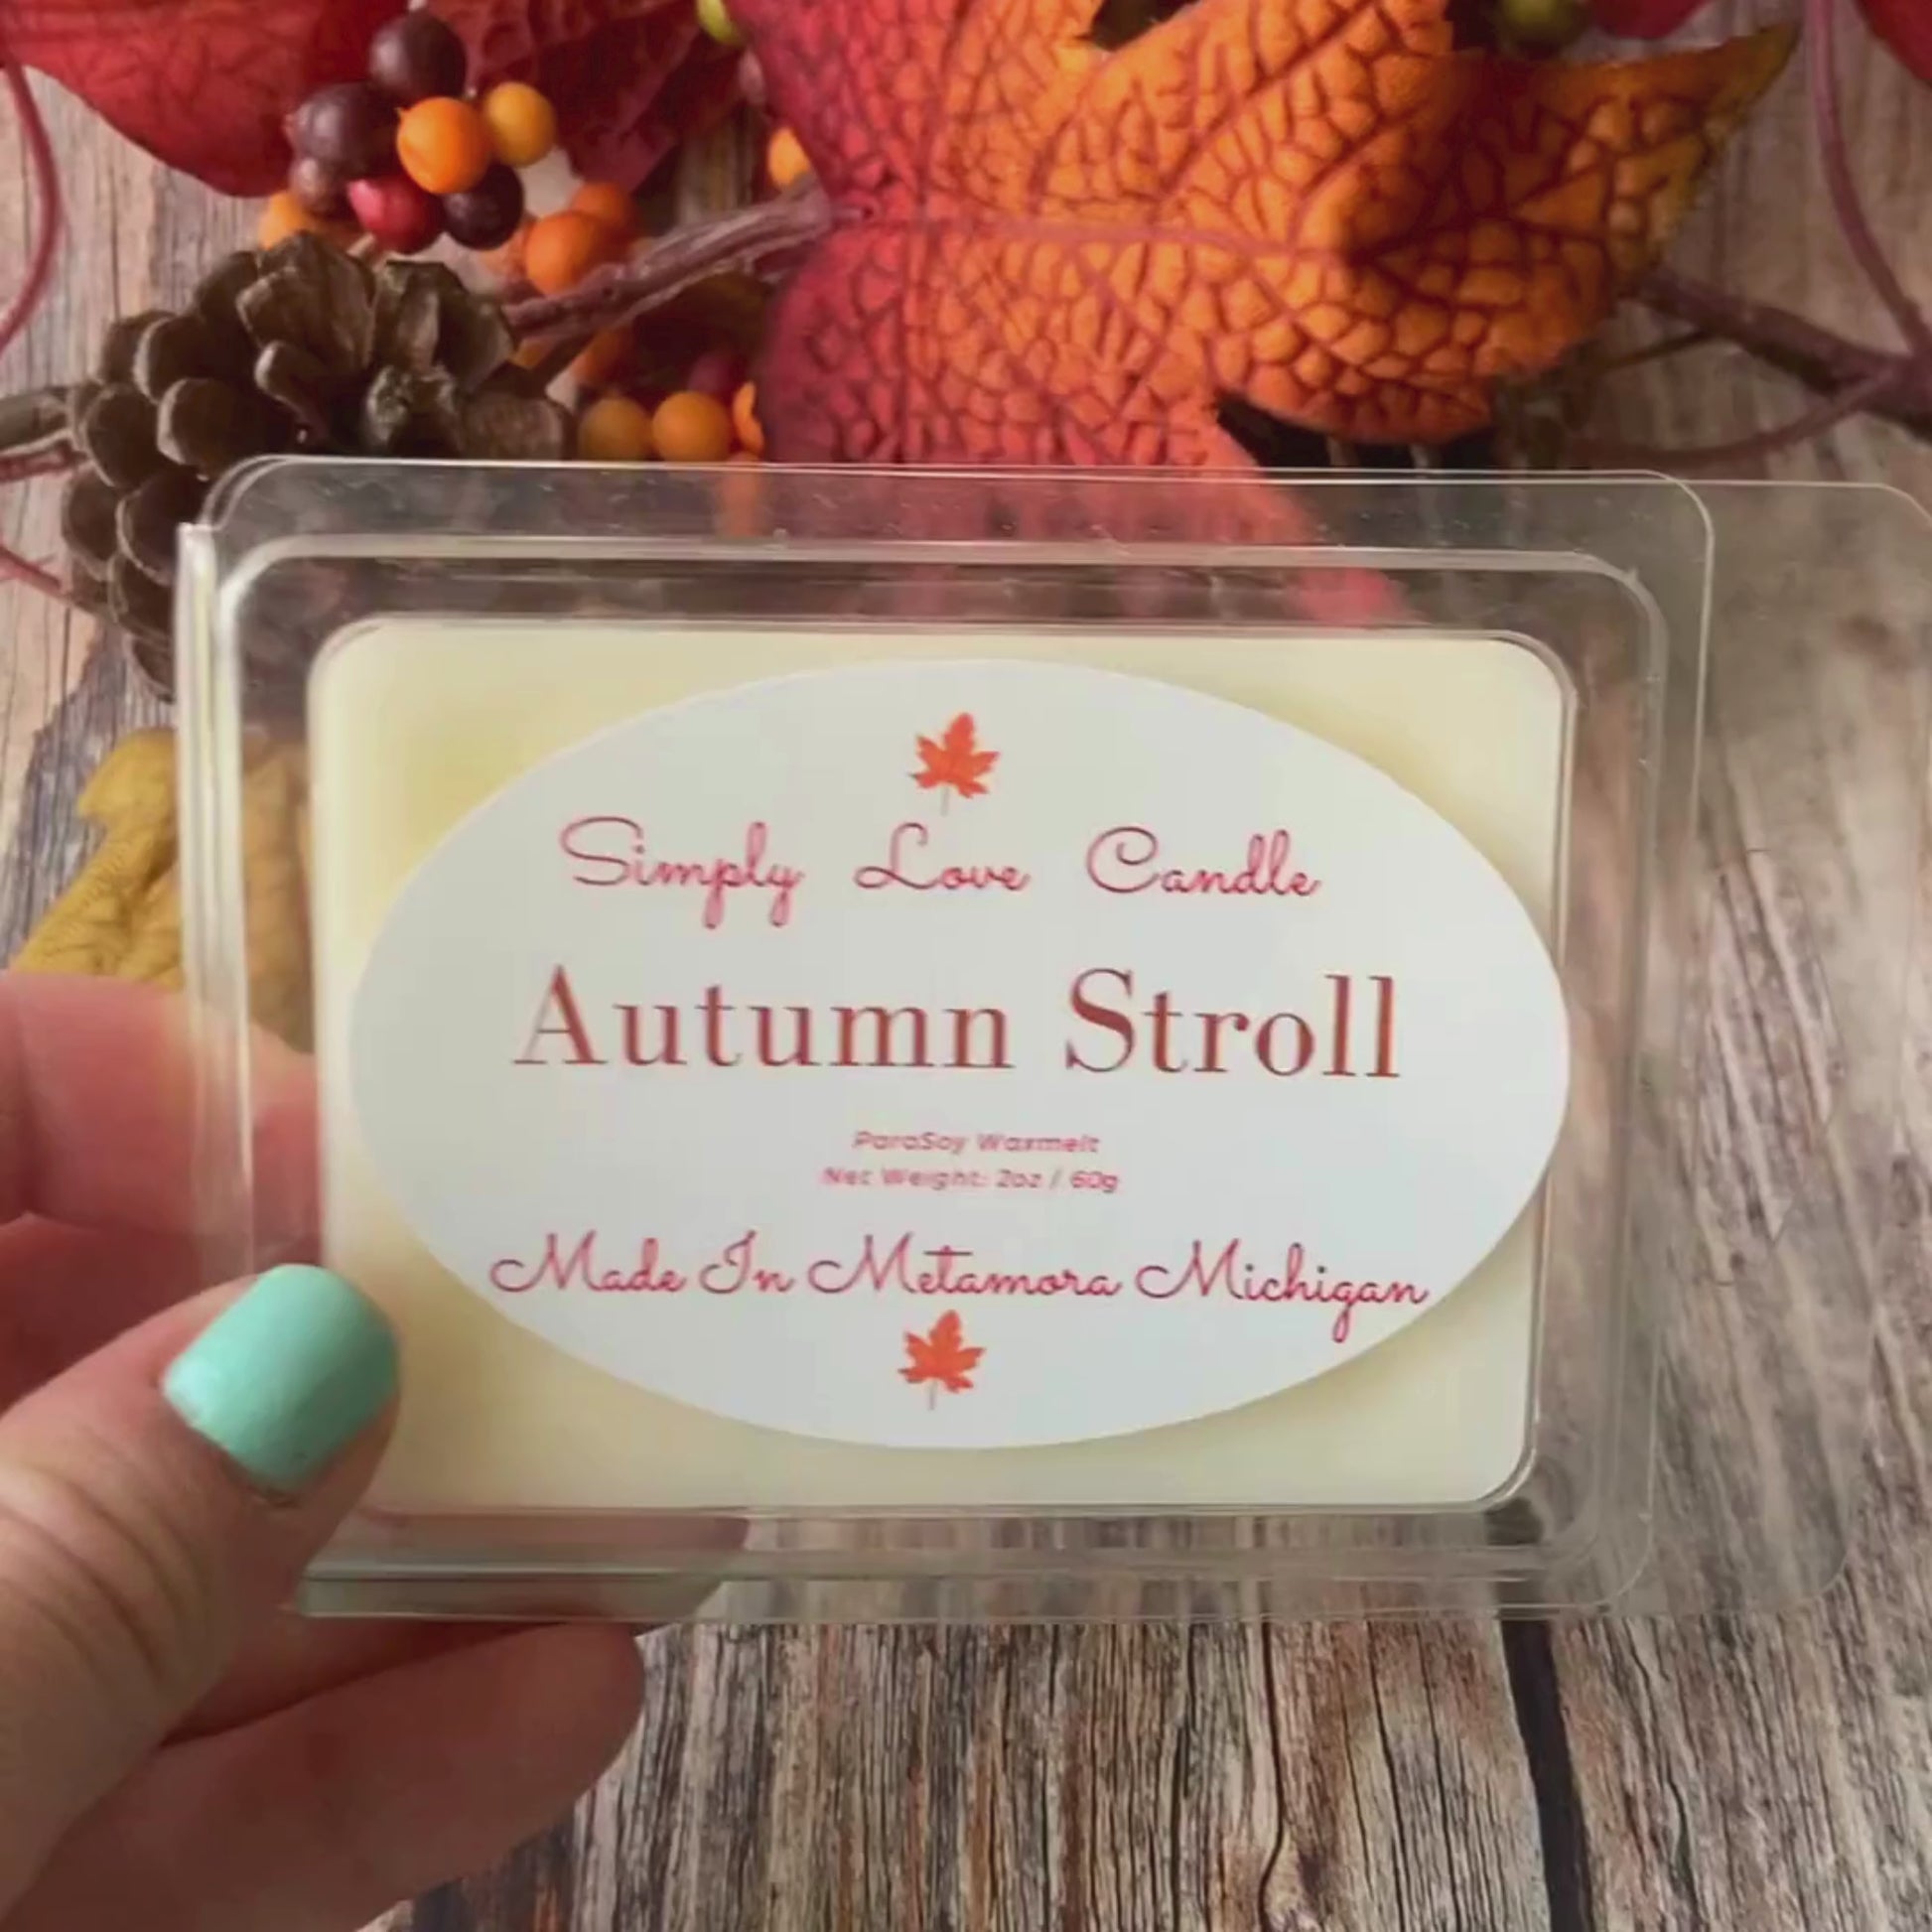 Simply Love Candle
Autumn Stroll
ParaSoy Waxmelt
Net Weight: 2oz / 60g
Made In Metamora Michigan